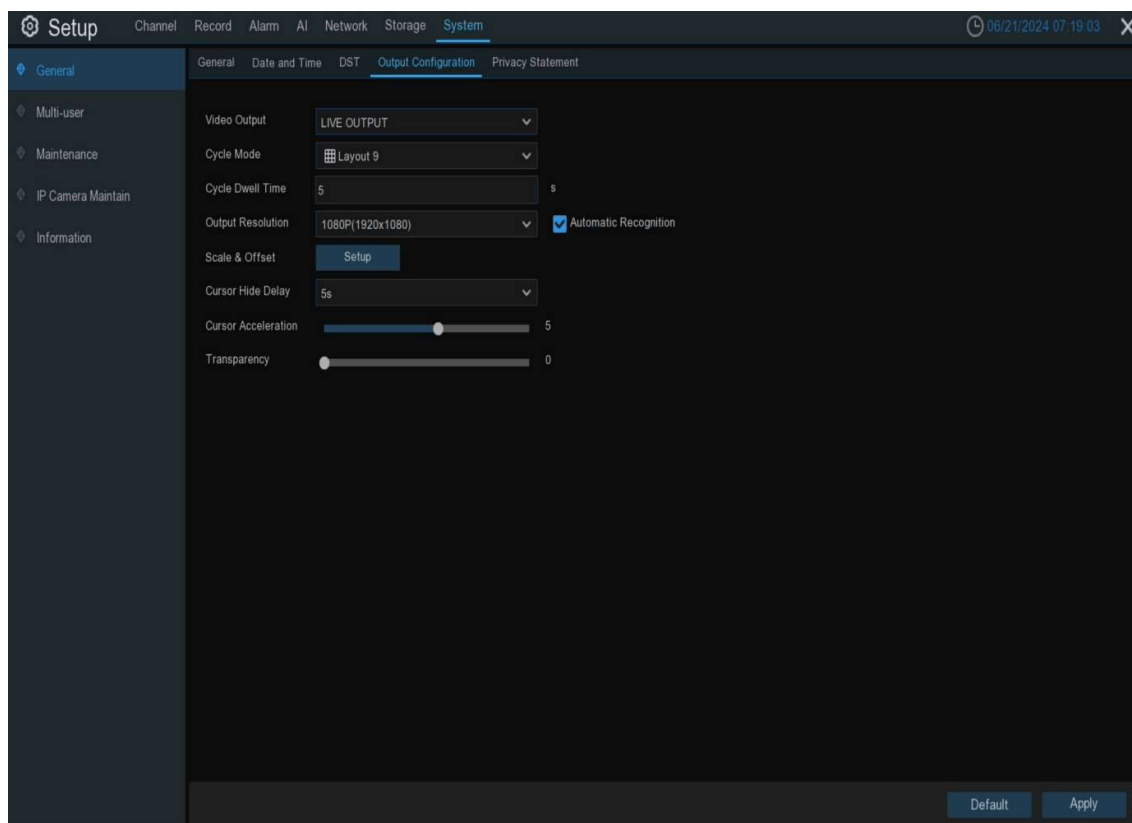 Setup Channel Record Alarm AI Network Storage System 06/21/2024 07:19:03
General
Multi-user
Maintenance
IP Camera Maintain
Information
General Date and Time DST Output Configuration Privacy Statement
Video Output LIVE OUTPUT
Cycle Mode Layout 9
Cycle Dwell Time 5 s
Output Resolution 1080P(1920x1080) Automatic Recognition
Scale & Offset Setup
Cursor Hide Delay 5s
Cursor Acceleration 5
Transparency 0
Default Apply